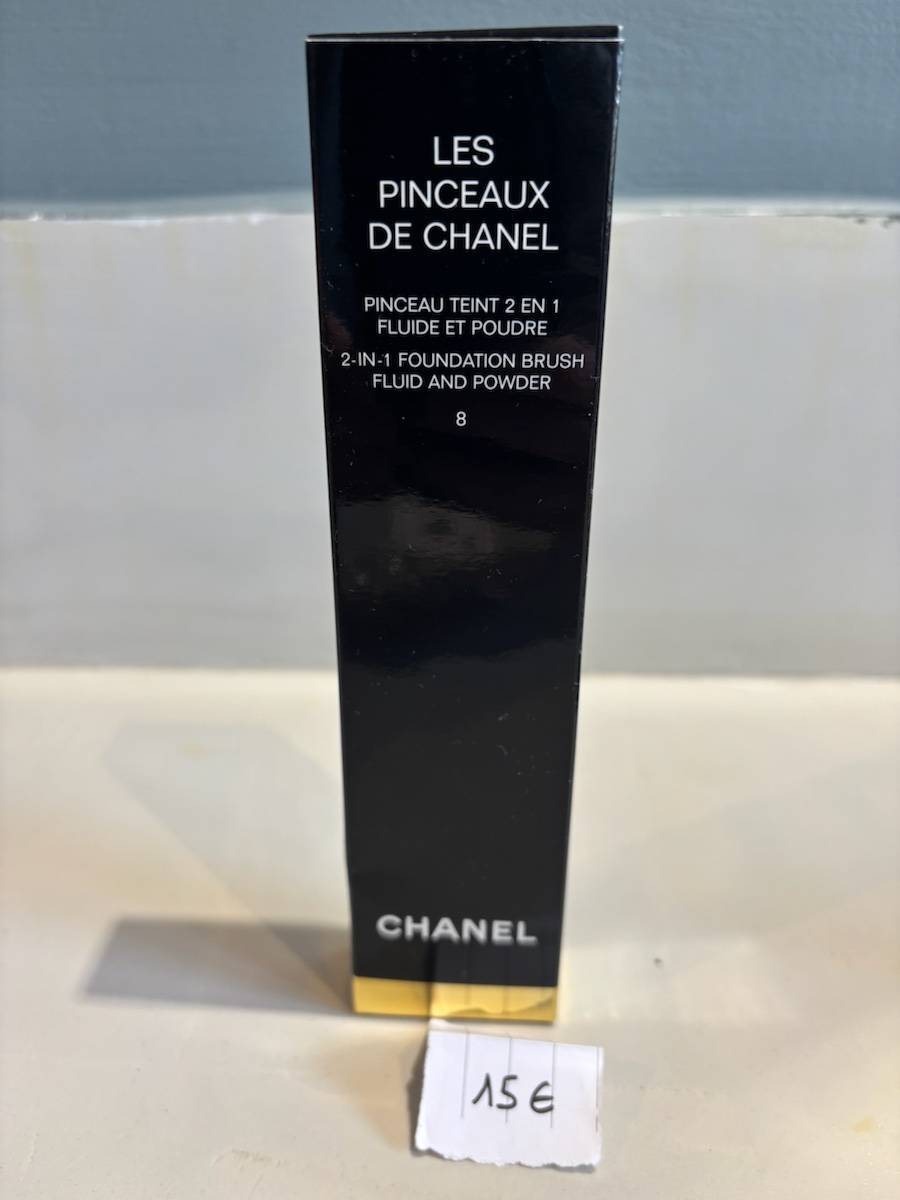 LES
PINCEAUX
DE CHANEL
PINCEAU TEINT 2 EN 1
FLUIDE ET POUDRE
2-IN-1 FOUNDATION BRUSH
FLUID AND POWDER
8
CHANEL
15€